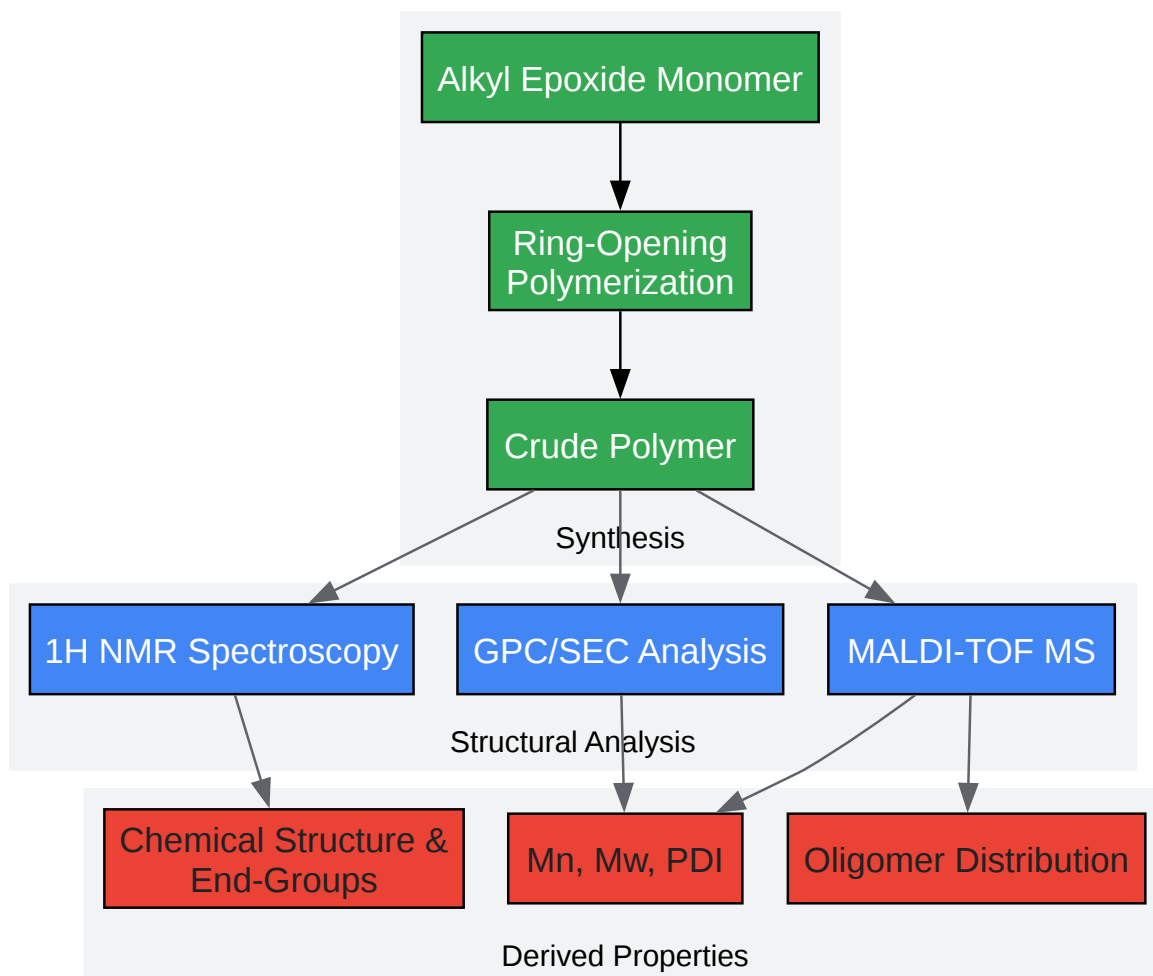 Alkyl Epoxide Monomer
Ring-Opening
Polymerization
Crude Polymer
Synthesis
1H NMR Spectroscopy
GPC/SEC Analysis
MALDI-TOF MS
Structural Analysis
Chemical Structure &
End-Groups
Mn, Mw, PDI
Oligomer Distribution
Derived Properties